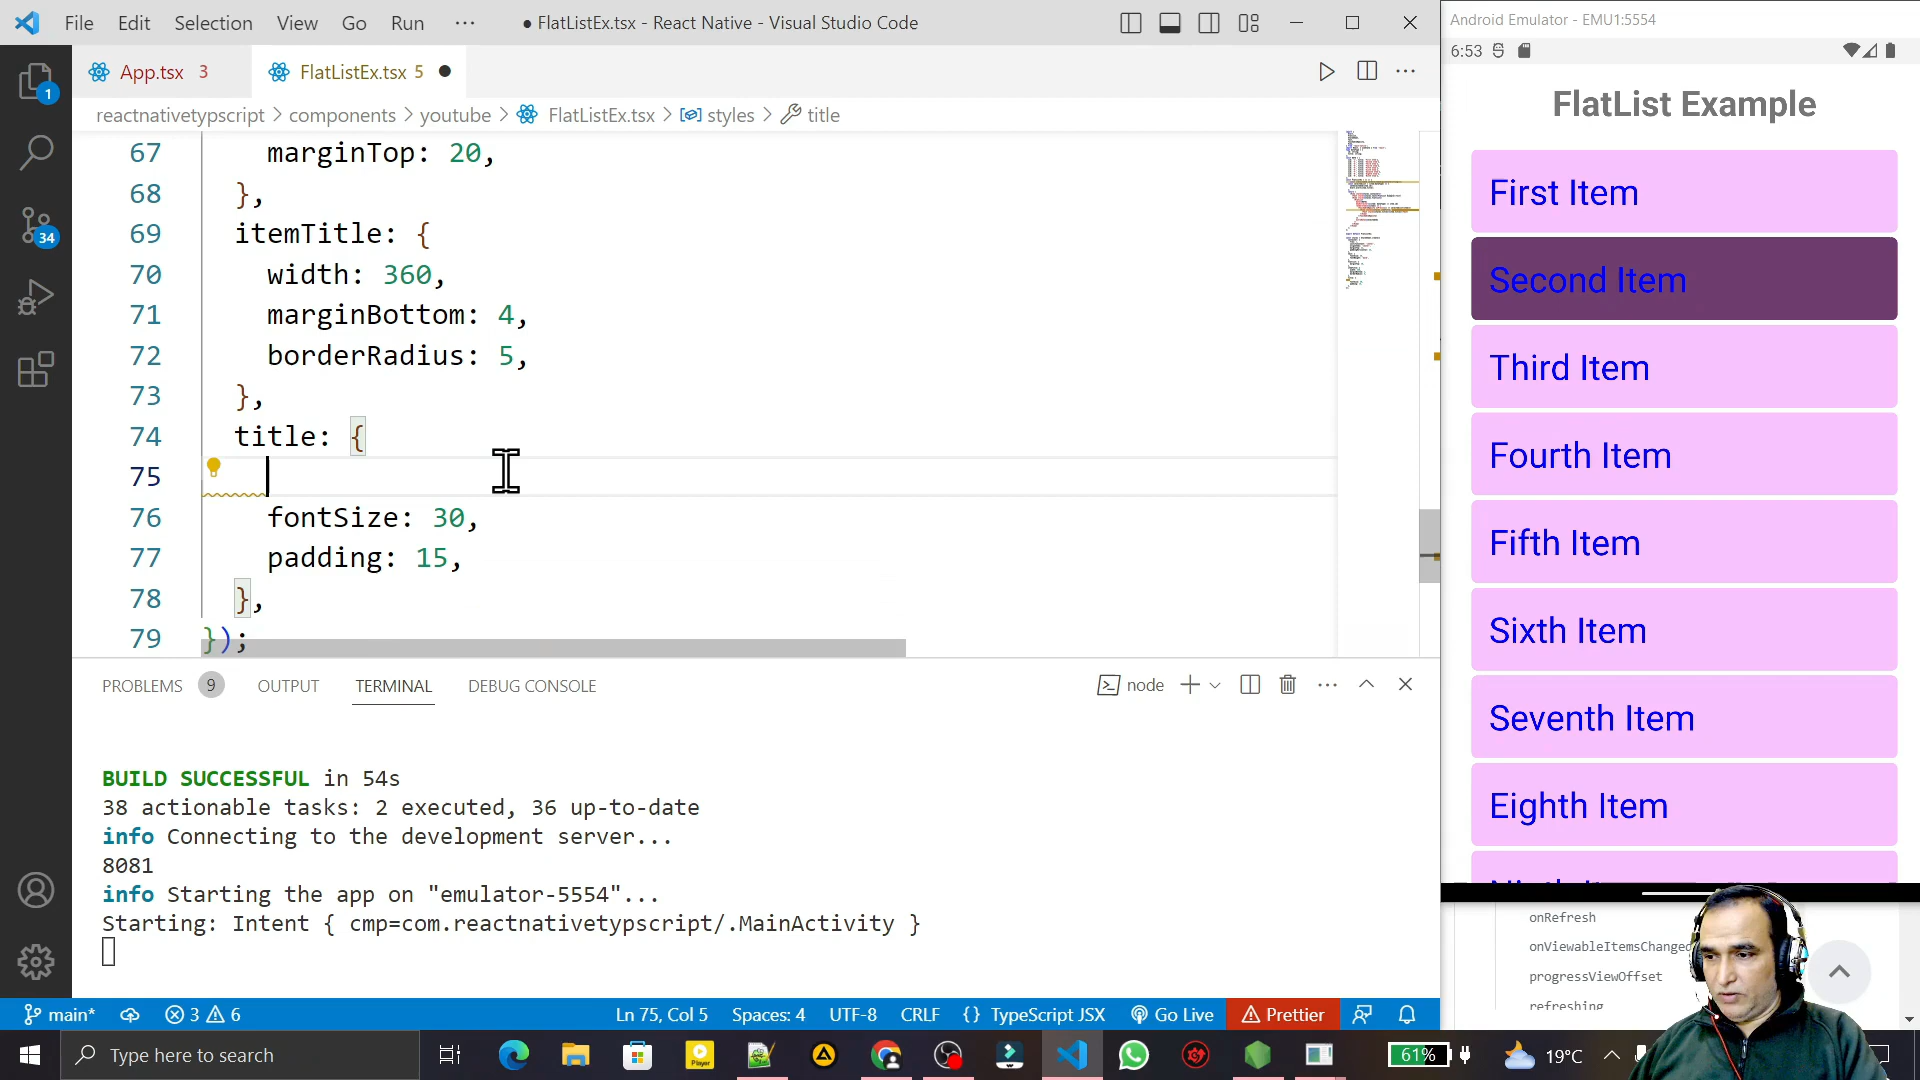 File Edit Selection View Go Run ··· ● FlatListEx.tsx - React Native - Visual Studio Code
App.tsx 3 FlatListEx.tsx 5
reactnativetypscript > components > youtube > FlatListEx.tsx > styles > title
67 marginTop: 20,
68 },
69 itemTitle: {
70 width: 360,
71 marginBottom: 4,
72 borderRadius: 5,
73 },
74 title: {
75
76 fontSize: 30,
77 padding: 15,
78 },
79 });
PROBLEMS 9 OUTPUT TERMINAL DEBUG CONSOLE node
BUILD SUCCESSFUL in 54s
38 actionable tasks: 2 executed, 36 up-to-date
info Connecting to the development server...
8081
info Starting the app on "emulator-5554"...
Starting: Intent { cmp=com.reactnativetypscript/.MainActivity }
1
34
main* 3 6 Ln 75, Col 5 Spaces: 4 UTF-8 CRLF {} TypeScript JSX Go Live Prettier
Type here to search 61% 19°C
Android Emulator - EMU1:5554
6:53
FlatList Example
First Item
Second Item
Third Item
Fourth Item
Fifth Item
Sixth Item
Seventh Item
Eighth Item
onRefresh
onViewableItemsChanged
progressViewOffset
refreshing